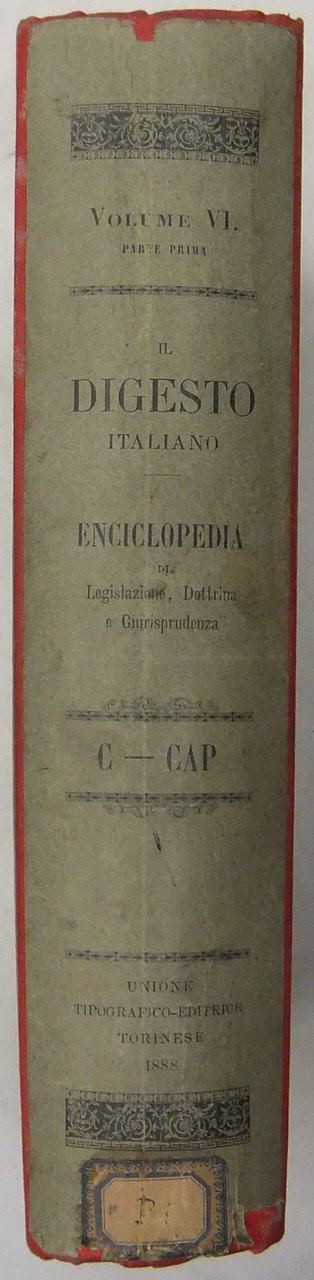 VOLUME VI.
PARTE PRIMA
IL
DIGESTO
ITALIANO
ENCICLOPEDIA
DI
Legislazione, Dottrina
e Giurisprudenza
C — CAP
UNIONE
TIPOGRAFICO-EDITRICE
TORINESE
1888